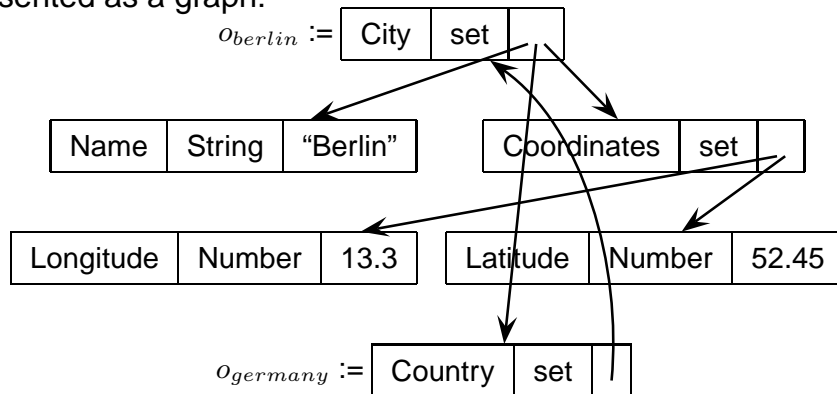 sented as a graph.
o_berlin := City set
Name String “Berlin” Coordinates set
Longitude Number 13.3 Latitude Number 52.45
o_germany := Country set